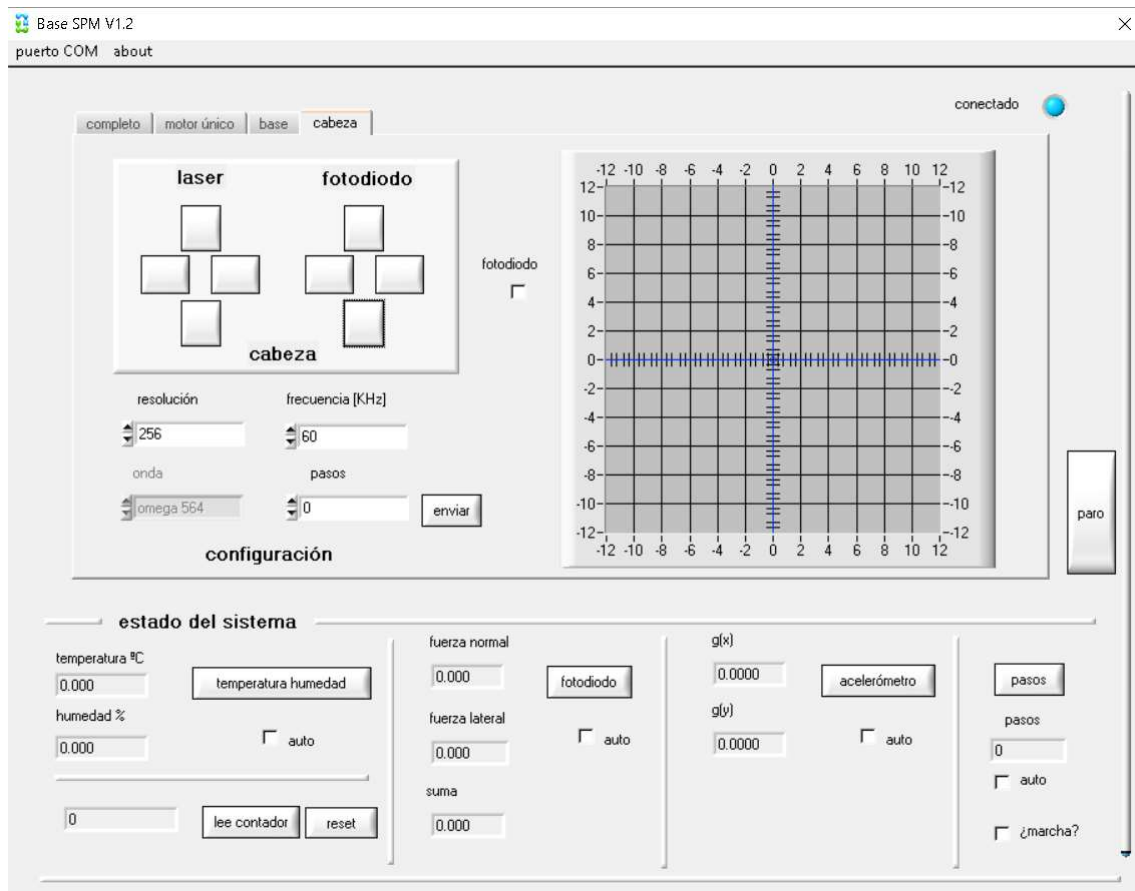 Base SPM V1.2
puerto COM about
conectado
completo motor único base cabeza
laser fotodiodo
cabeza
fotodiodo
-12 -10 -8 -6 -4 -2 0 2 4 6 8 10 12
12 -12
10 -10
8 -8
6 -6
4 -4
2 -2
0 -0
-2 -2
-4 -4
-6 -6
-8 -8
-10 -10
-12 -12
-12 -10 -8 -6 -4 -2 0 2 4 6 8 10 12
resolución frecuencia [KHz]
256 60
onda pasos
omega 564 0 enviar
configuración
paro
estado del sistema
temperatura ºC
0.000 temperatura humedad
humedad %
0.000 auto
0 lee contador reset
fuerza normal
0.000 fotodiodo
fuerza lateral
0.000 auto
suma
0.000
g(x)
0.0000 acelerómetro
g(y)
0.0000 auto
pasos
pasos
0
auto
¿marcha?